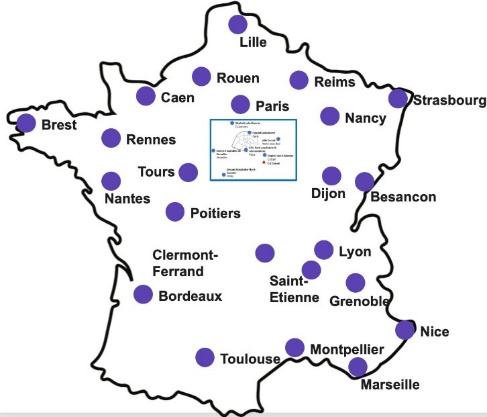 Lille
Rouen
Reims
Caen
Paris
Strasbourg
Brest
Nancy
Rennes
Tours
Dijon
Nantes
Besancon
Poitiers
Clermont-
Ferrand
Lyon
Saint-
Etienne
Grenoble
Bordeaux
Nice
Montpellier
Toulouse
Marseille